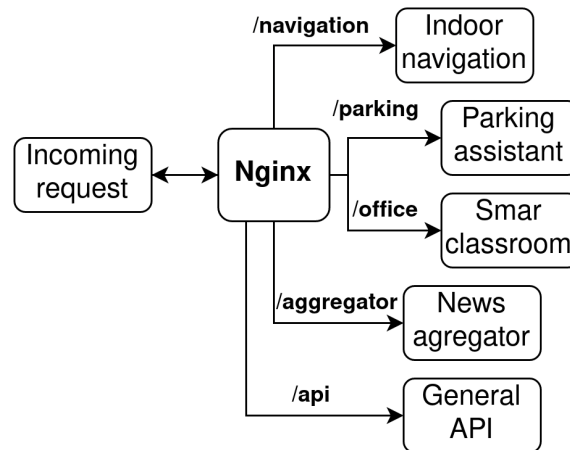 /navigation
Indoor
navigation
/parking
Parking
assistant
Incoming
request
Nginx
/office
Smar
classroom
/aggregator
News
agregator
/api
General
API